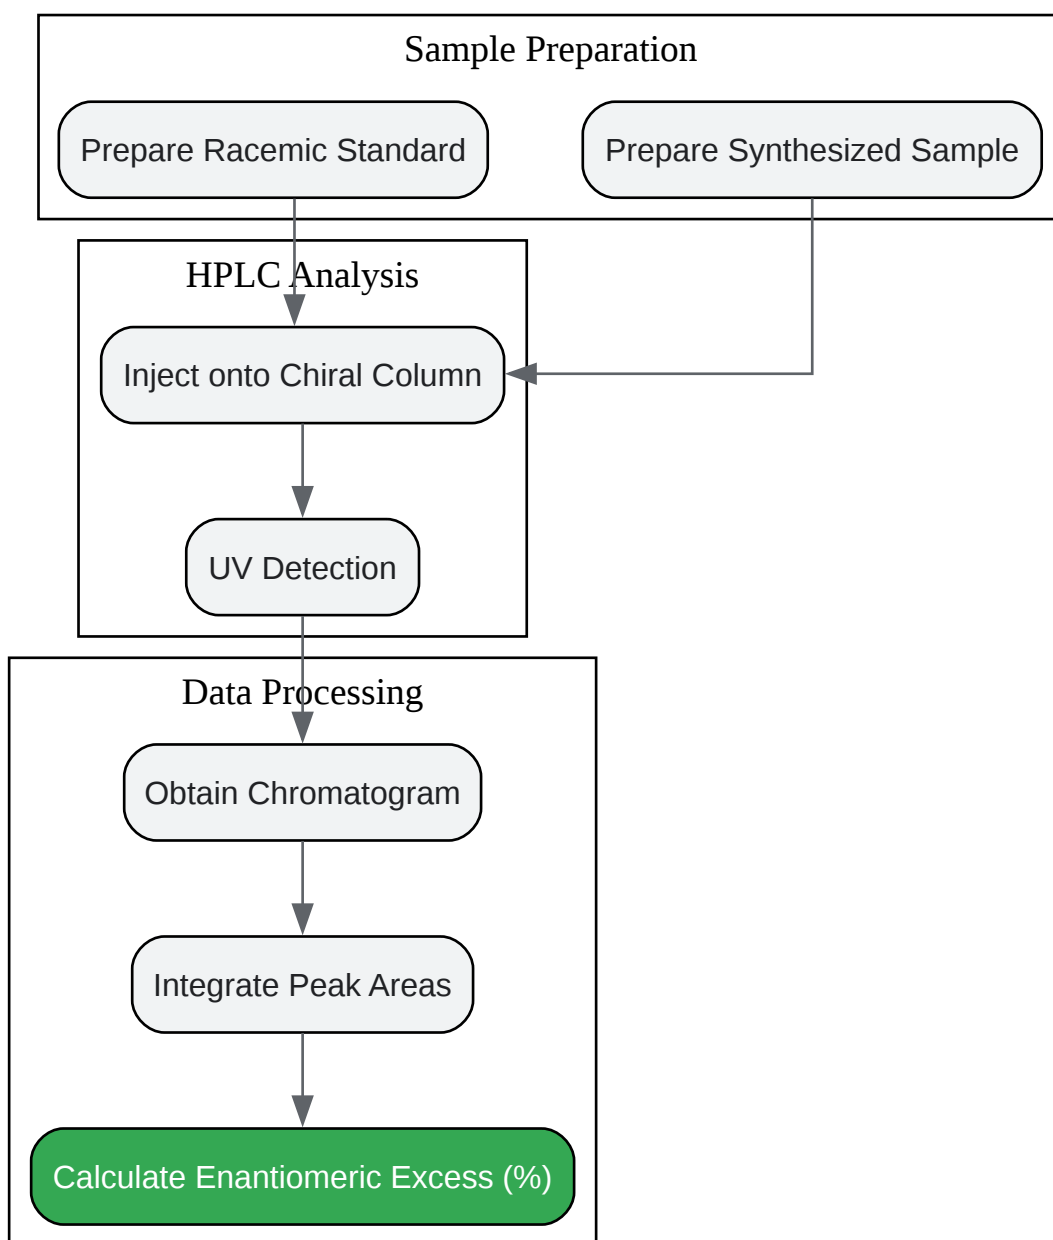 Sample Preparation
Prepare Racemic Standard
Prepare Synthesized Sample
HPLC Analysis
Inject onto Chiral Column
UV Detection
Data Processing
Obtain Chromatogram
Integrate Peak Areas
Calculate Enantiomeric Excess (%)